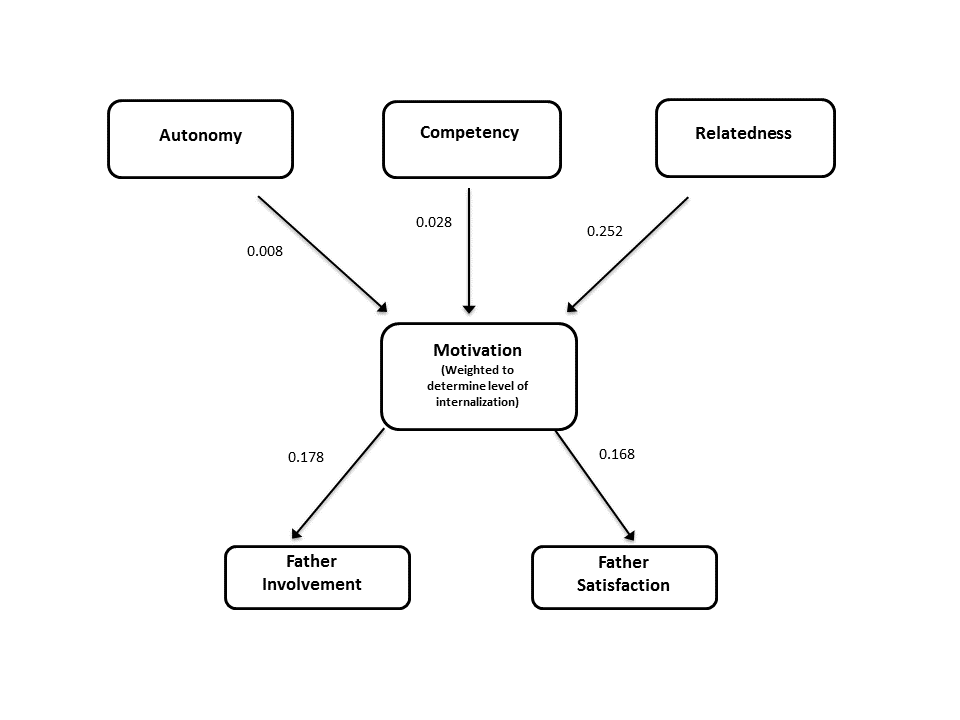 Autonomy
Competency
Relatedness
0.008
0.028
0.252
Motivation
(Weighted to
determine level of
internalization)
0.178
0.168
Father
Involvement
Father
Satisfaction